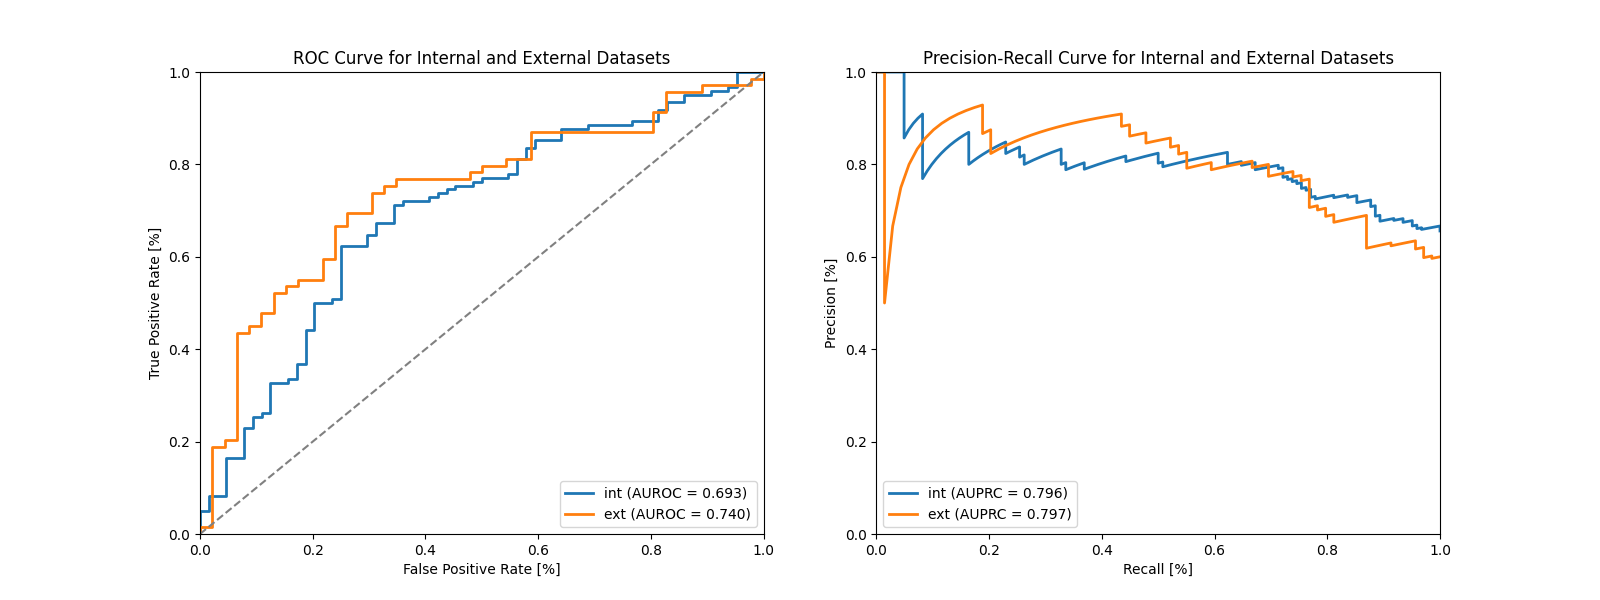 ROC Curve for Internal and External Datasets
1.0
0.8
0.6
0.4
0.2
0.0
True Positive Rate [%]
int (AUROC = 0.693)
ext (AUROC = 0.740)
0.0 0.2 0.4 0.6 0.8 1.0
False Positive Rate [%]
Precision-Recall Curve for Internal and External Datasets
1.0
0.8
0.6
0.4
0.2
0.0
Precision [%]
int (AUPRC = 0.796)
ext (AUPRC = 0.797)
0.0 0.2 0.4 0.6 0.8 1.0
Recall [%]